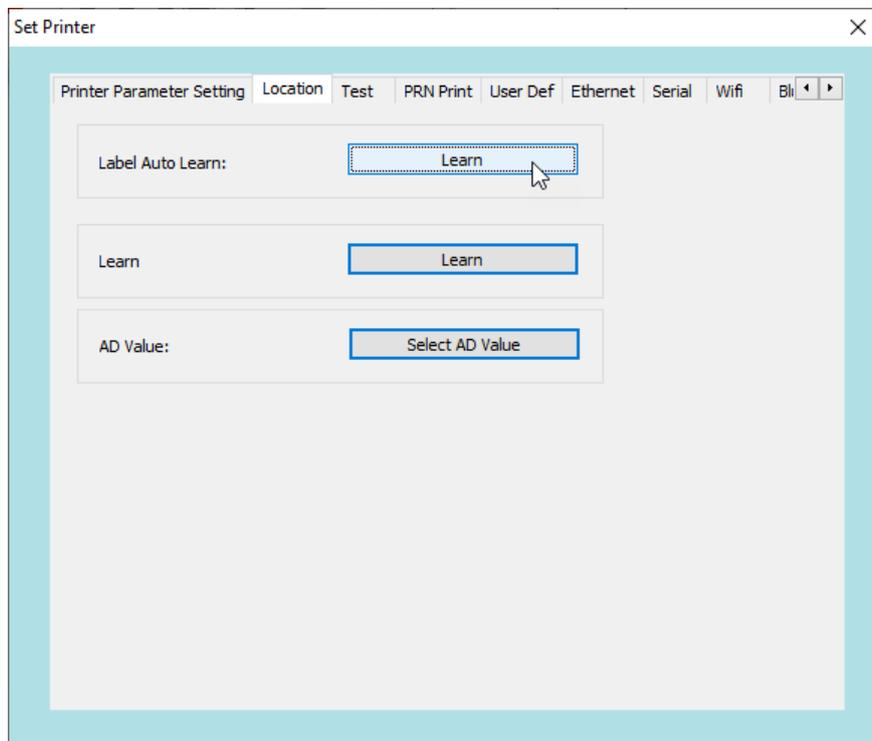 Set Printer
Printer Parameter Setting Location Test PRN Print User Def Ethernet Serial Wifi
Label Auto Learn: Learn
Learn Learn
AD Value: Select AD Value